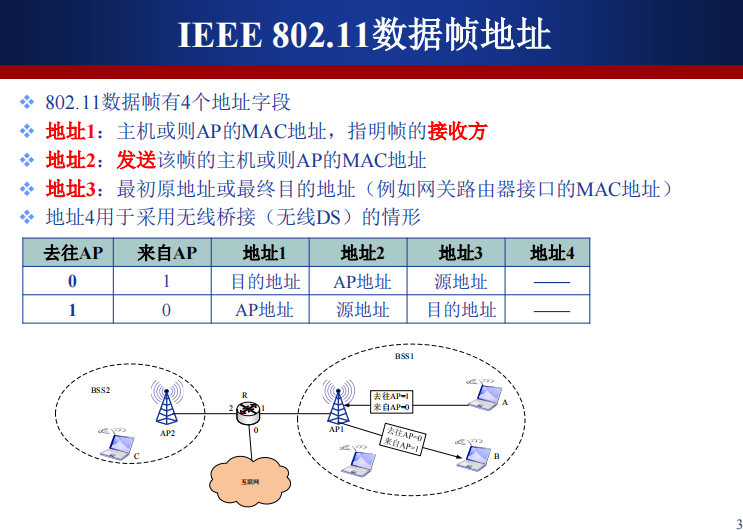 IEEE 802.11数据帧地址
802.11数据帧有4个地址字段
地址1：主机或则AP的MAC地址，指明帧的接收方
地址2：发送该帧的主机或则AP的MAC地址
地址3：最初原地址或最终目的地址（例如网关路由器接口的MAC地址）
地址4用于采用无线桥接（无线DS）的情形
去往AP 来自AP 地址1 地址2 地址3 地址4
0 1 目的地址 AP地址 源地址 ——
1 0 AP地址 源地址 目的地址 ——
BSS1
BSS2
R
去往AP=1
来自AP=0
A
2 1
AP2
0
AP1
去往AP=0
来自AP=1
C
B
互联网
3